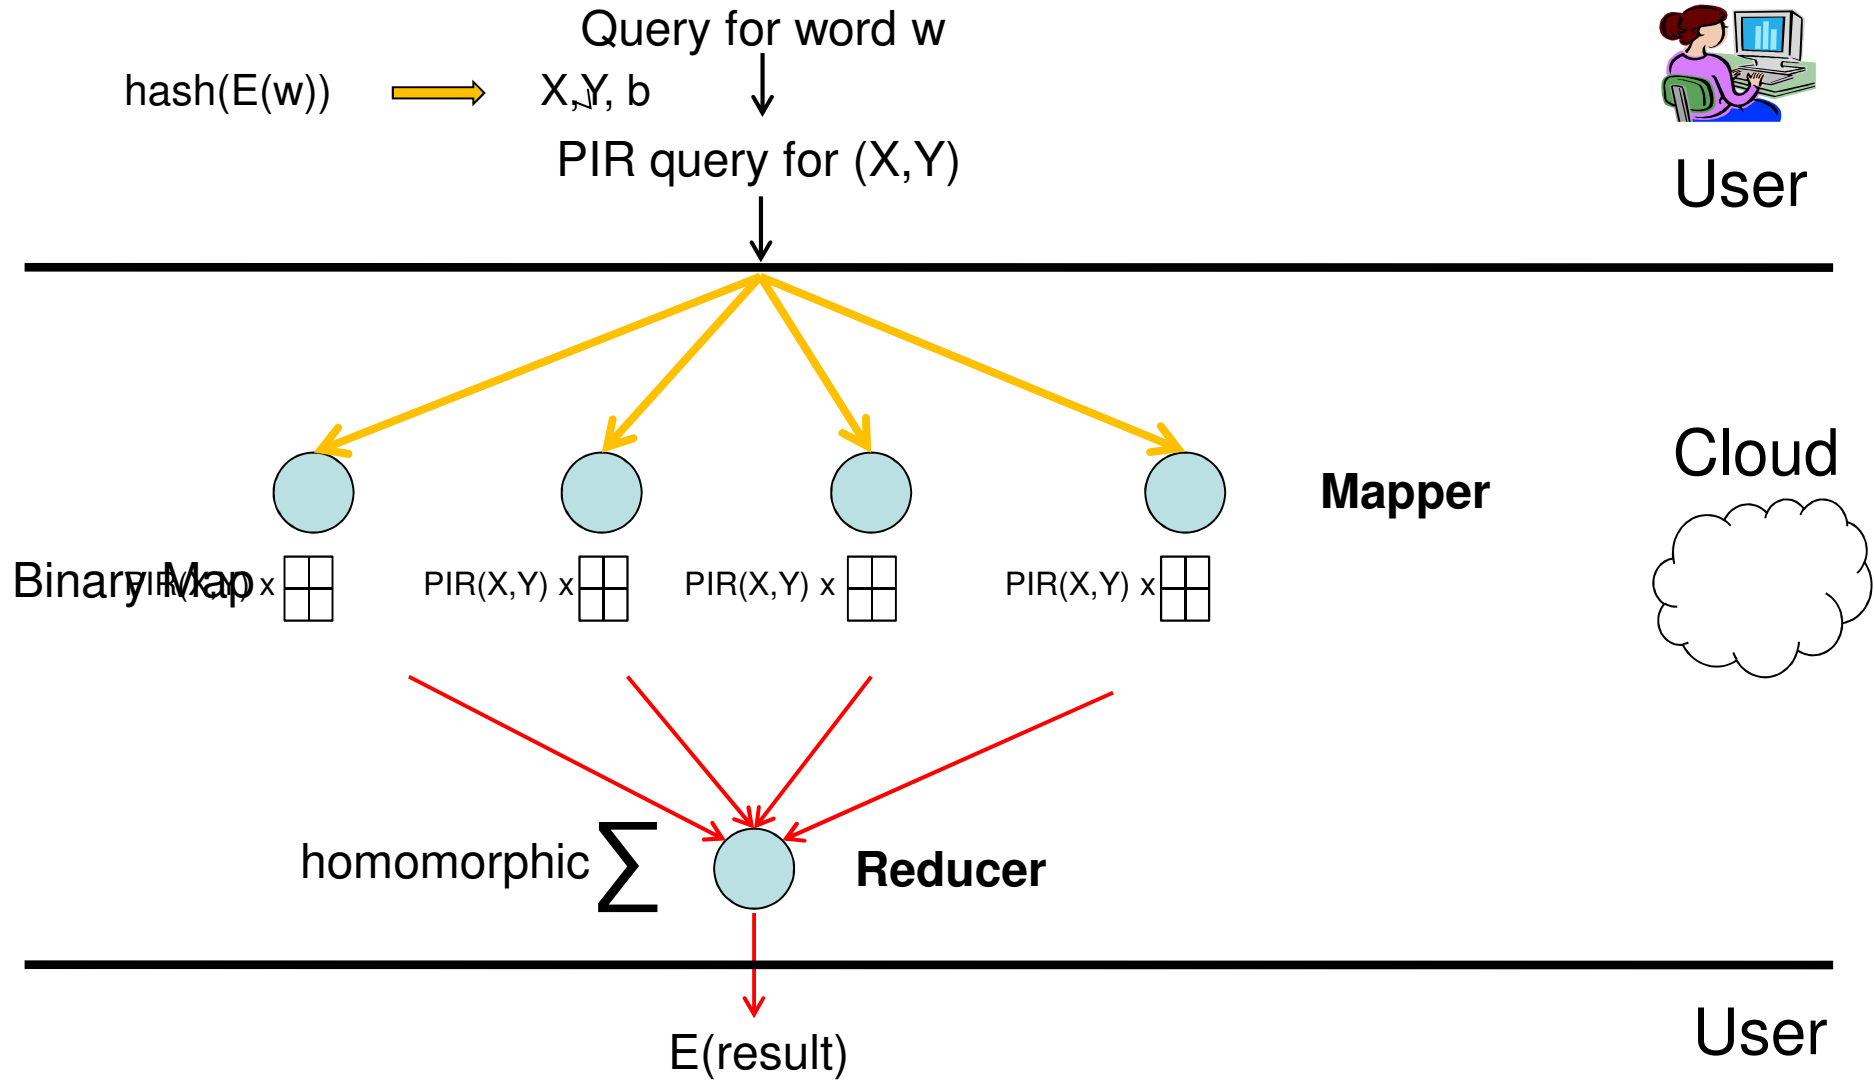 Query for word w
hash(E(w))
X,Y, b
PIR query for (X,Y)
User
Cloud
Mapper
Binary Map
PIR(X,Y) x
PIR(X,Y) x
PIR(X,Y) x
PIR(X,Y) x
homomorphic ∑
Reducer
E(result)
User